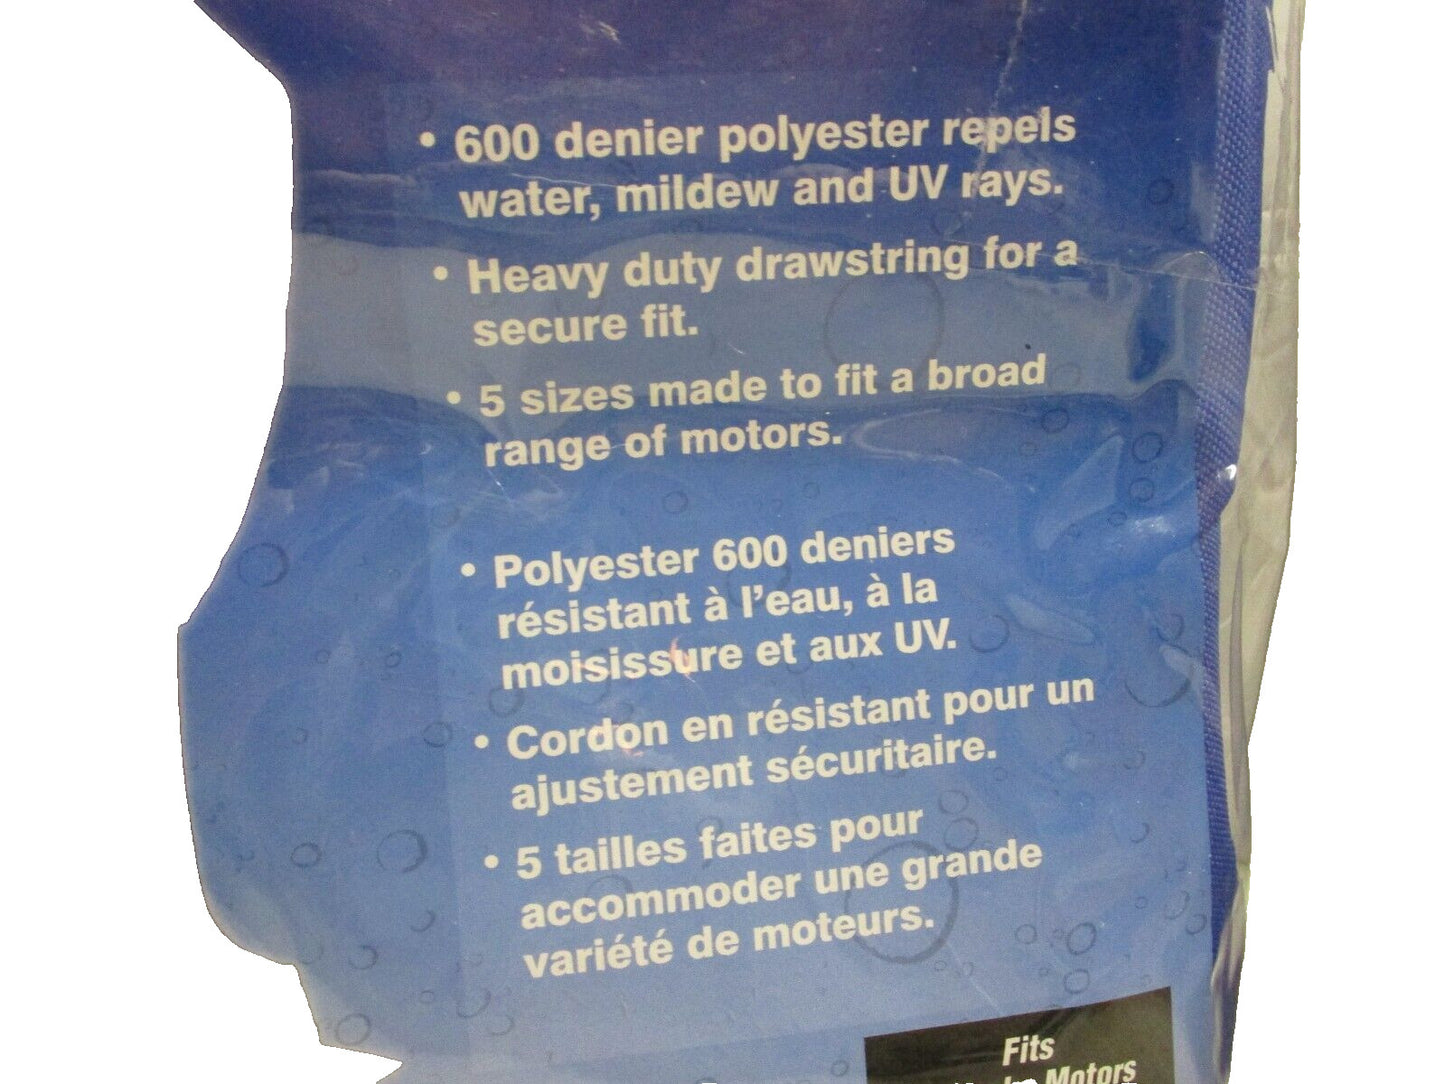 • 600 denier polyester repels
water, mildew and UV rays.
• Heavy duty drawstring for a
secure fit.
• 5 sizes made to fit a broad
range of motors.
• Polyester 600 deniers
résistant à l'eau, à la
moisissure et aux UV.
• Cordon en résistant pour un
ajustement sécuritaire.
• 5 tailles faites pour
accommoder une grande
variété de moteurs.
Fits
Motors